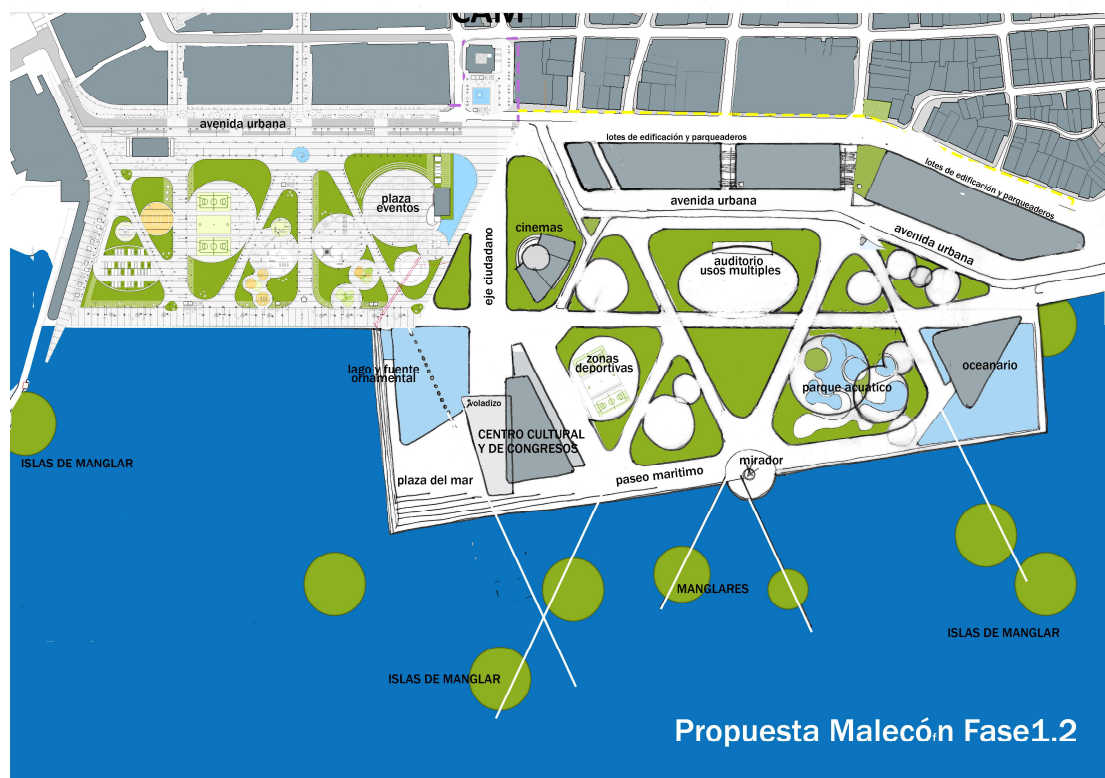 CAM
avenida urbana
lotes de edificación y parqueaderos
lotes de edificación y parqueaderos
plaza
eventos
avenida urbana
cinemas
avenida urbana
auditorio
usos multiples
eje ciudadano
lago y fuente
ornamental
zonas
deportivas
oceanario
parque acuatico
voladizo
CENTRO CULTURAL
Y DE CONGRESOS
ISLAS DE MANGLAR
plaza del mar
paseo maritimo
mirador
MANGLARES
ISLAS DE MANGLAR
ISLAS DE MANGLAR
Propuesta Malecón Fase1.2